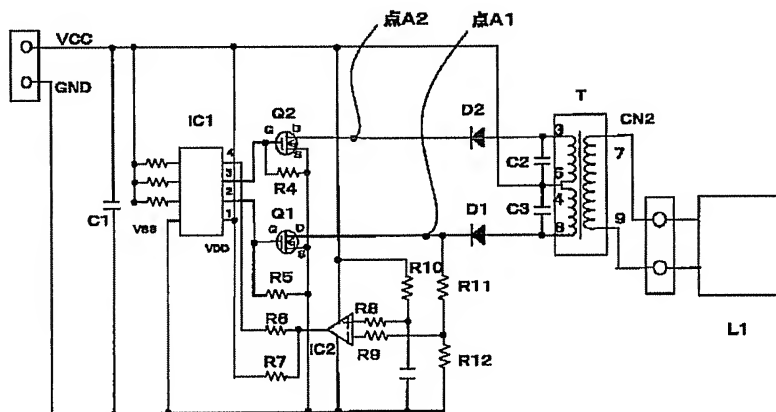 点A2 点A1
VCC
GND
T
IC1
Q2
D2
CN2
G D S
3
7
4
3
2
1
R4
C2
5
4
C3
C1
Q1
D1
G D S
6
9
VSS
VDD
R10
R11
R5
R8
R6
IC2
R9
R12
L1
R7